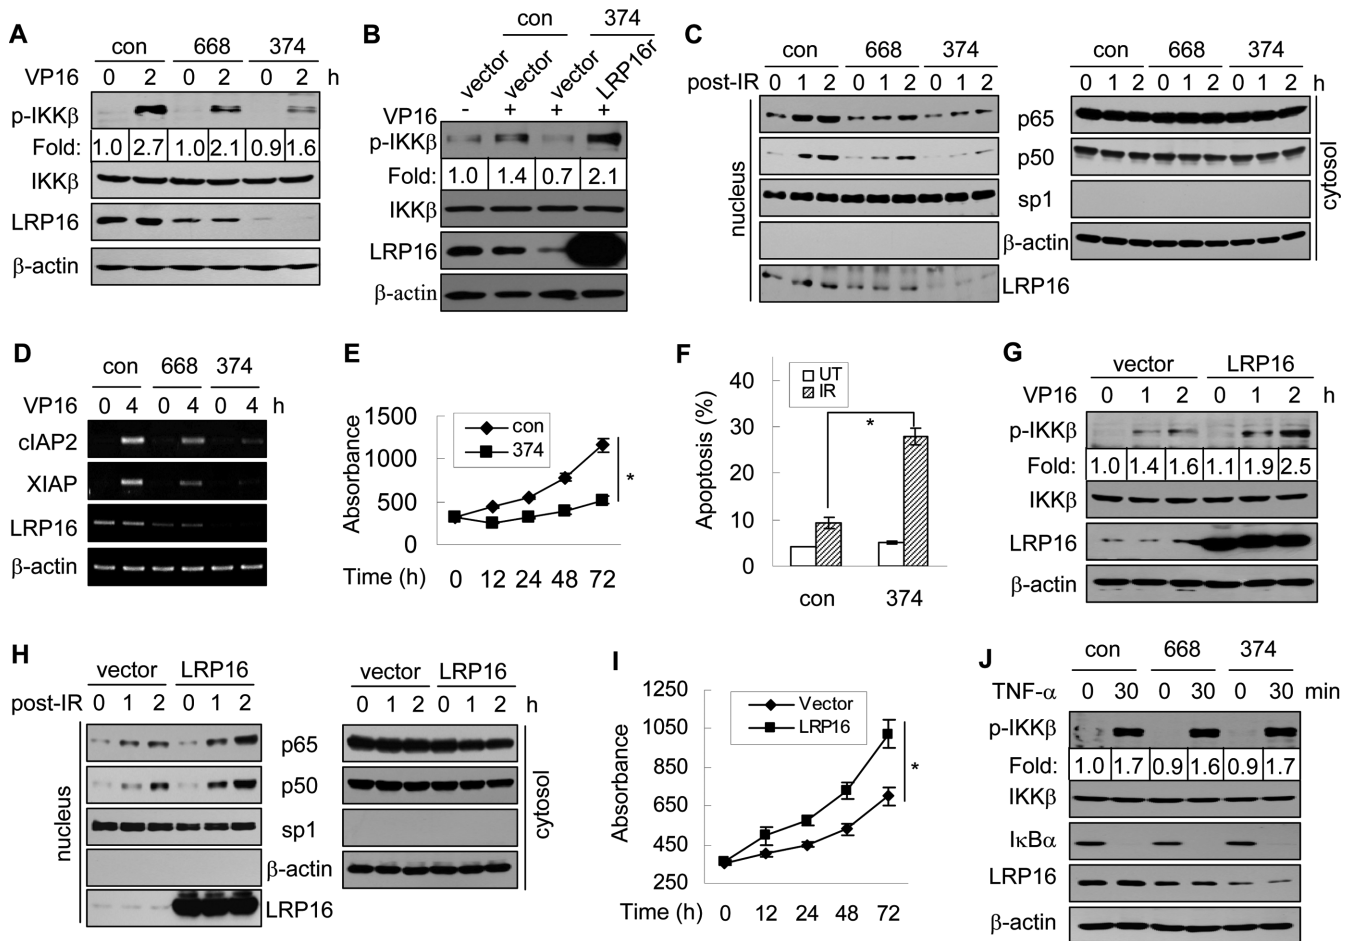 A
con 668 374
VP16 0 2 0 2 0 2 h
p-IKKβ
Fold: 1.0 2.7 1.0 2.1 0.9 1.6
IKKβ
LRP16
β-actin
B
con 374
vector vector vector LRP16r
VP16 - + + +
p-IKKβ
Fold: 1.0 1.4 0.7 2.1
IKKβ
LRP16
β-actin
C
con 668 374 con 668 374
post-IR 0 1 2 0 1 2 0 1 2 0 1 2 0 1 2 0 1 2 h
p65
p50
sp1
β-actin
LRP16
nucleus
cytosol
D
con 668 374
VP16 0 4 0 4 0 4 h
cIAP2
XIAP
LRP16
β-actin
E
1500
1000
500
0
Absorbance
con
374
*
Time (h) 0 12 24 48 72
F
40
30
20
10
0
Apoptosis (%)
UT
IR
*
con 374
G
vector LRP16
VP16 0 1 2 0 1 2 h
p-IKKβ
Fold: 1.0 1.4 1.6 1.1 1.9 2.5
IKKβ
LRP16
β-actin
H
vector LRP16 vector LRP16
post-IR 0 1 2 0 1 2 0 1 2 0 1 2 h
p65
p50
sp1
β-actin
LRP16
nucleus
cytosol
I
1250
1050
850
650
450
250
Absorbance
Vector
LRP16
*
Time (h) 0 12 24 48 72
J
con 668 374
TNF-α 0 30 0 30 0 30 min
p-IKKβ
Fold: 1.0 1.7 0.9 1.6 0.9 1.7
IKKβ
IκBα
LRP16
β-actin